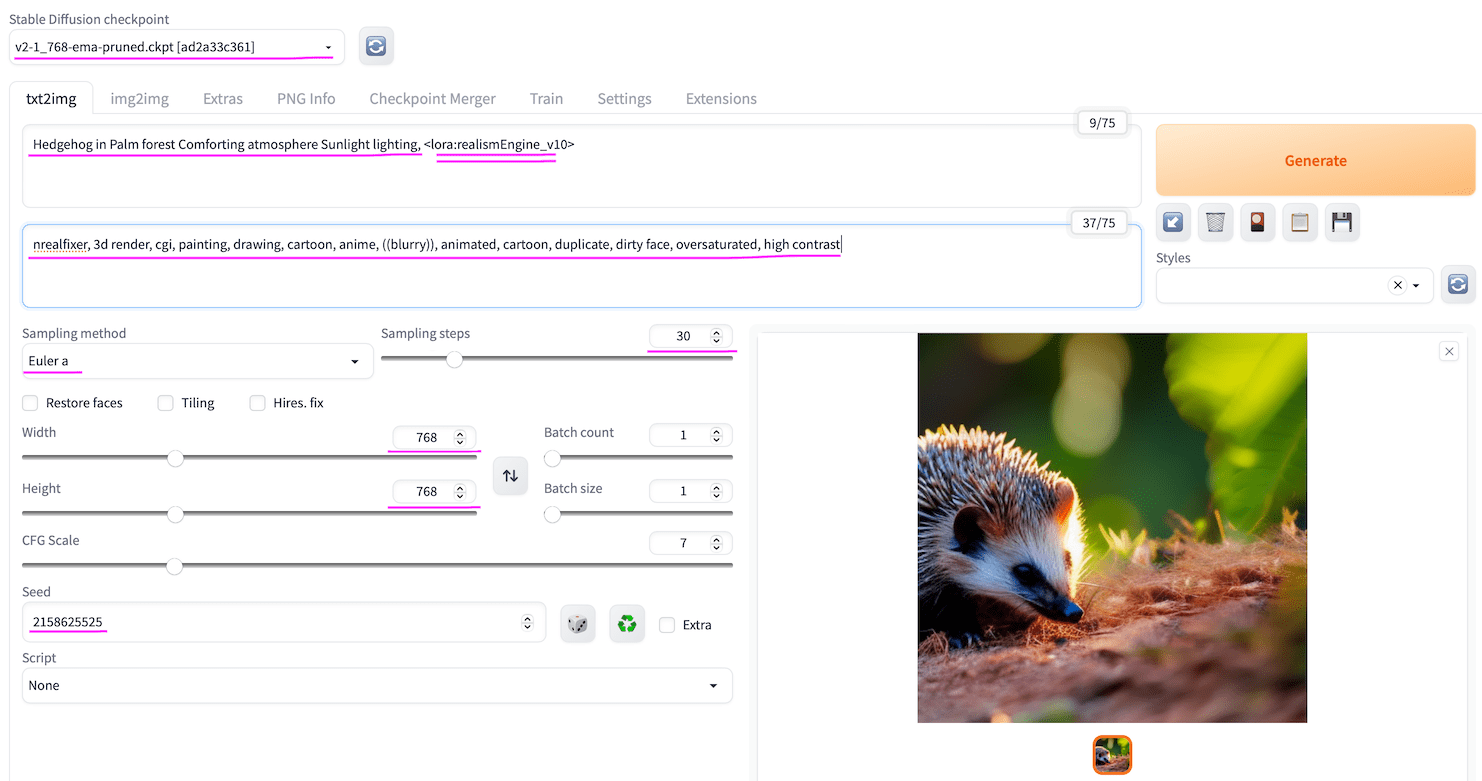 Stable Diffusion checkpoint
v2-1_768-ema-pruned.ckpt [ad2a33c361]
txt2img img2img Extras PNG Info Checkpoint Merger Train Settings Extensions
9/75
Hedgehog in Palm forest Comforting atmosphere Sunlight lighting, <lora:realismEngine_v10>
Generate
37/75
nrealfixer, 3d render, cgi, painting, drawing, cartoon, anime, ((blurry)), animated, cartoon, duplicate, dirty face, oversaturated, high contrast
Styles
Sampling method
Euler a
Sampling steps
30
Restore faces Tiling Hires. fix
Width
768
Batch count
1
Height
768
Batch size
1
CFG Scale
7
Seed
2158625525
Extra
Script
None